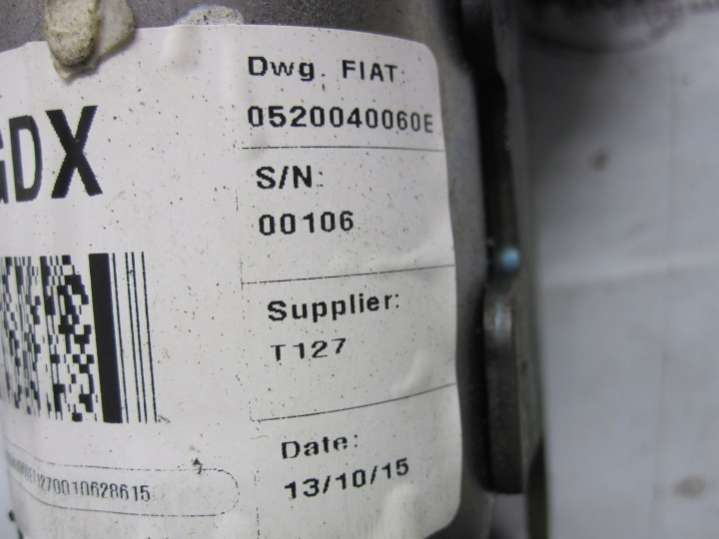 GDX
Dwg. FIAT:
0520040060E
S/N:
00106
Supplier:
T127
Date:
13/10/15